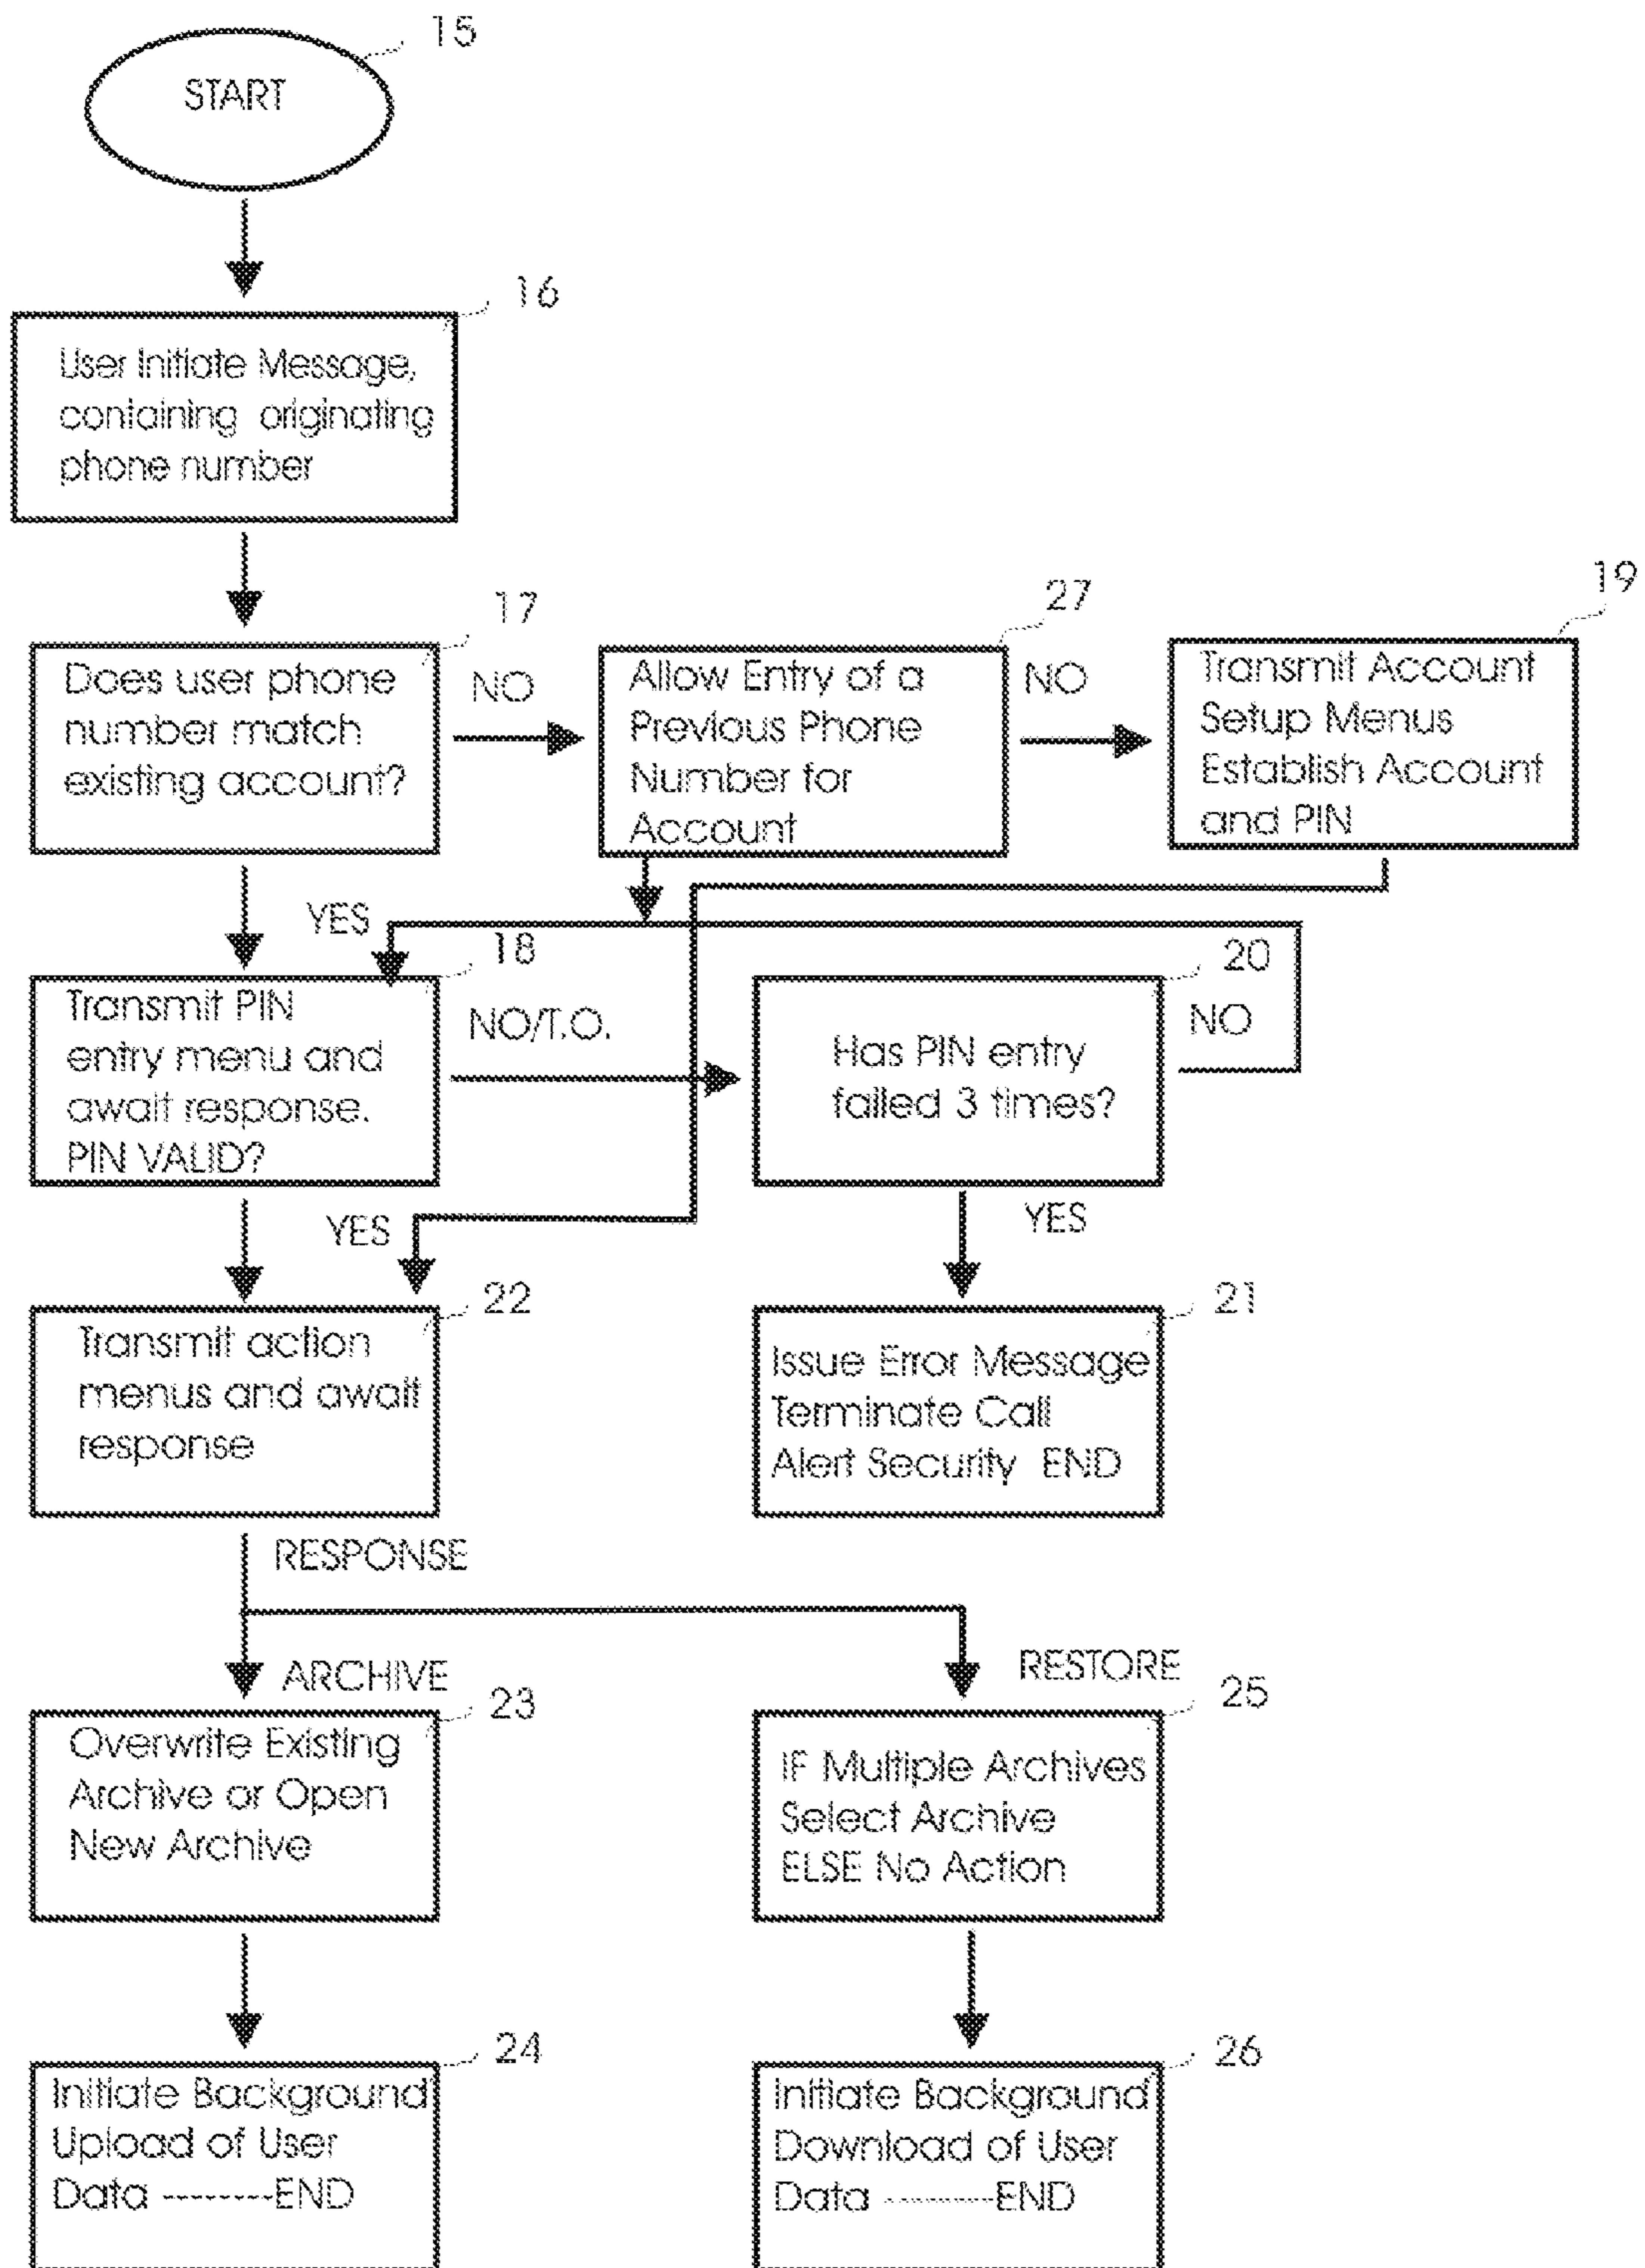 15
START
16
User Initiate Message,
containing originating
phone number
17
Does user phone
number match
existing account?
NO
27
Allow Entry of a
Previous Phone
Number for
Account
NO
19
Transmit Account
Setup Menus
Establish Account
and PIN
YES
18
Transmit PIN
entry menu and
await response.
PIN VALID?
NO/T.O.
20
Has PIN entry
failed 3 times?
NO
YES
YES
22
Transmit action
menus and await
response
21
Issue Error Message
Terminate Call
Alert Security END
RESPONSE
ARCHIVE
RESTORE
23
Overwrite Existing
Archive or Open
New Archive
25
IF Multiple Archives
Select Archive
ELSE No Action
24
Initiate Background
Upload of User
Data --------END
26
Initiate Background
Download of User
Data ----------END